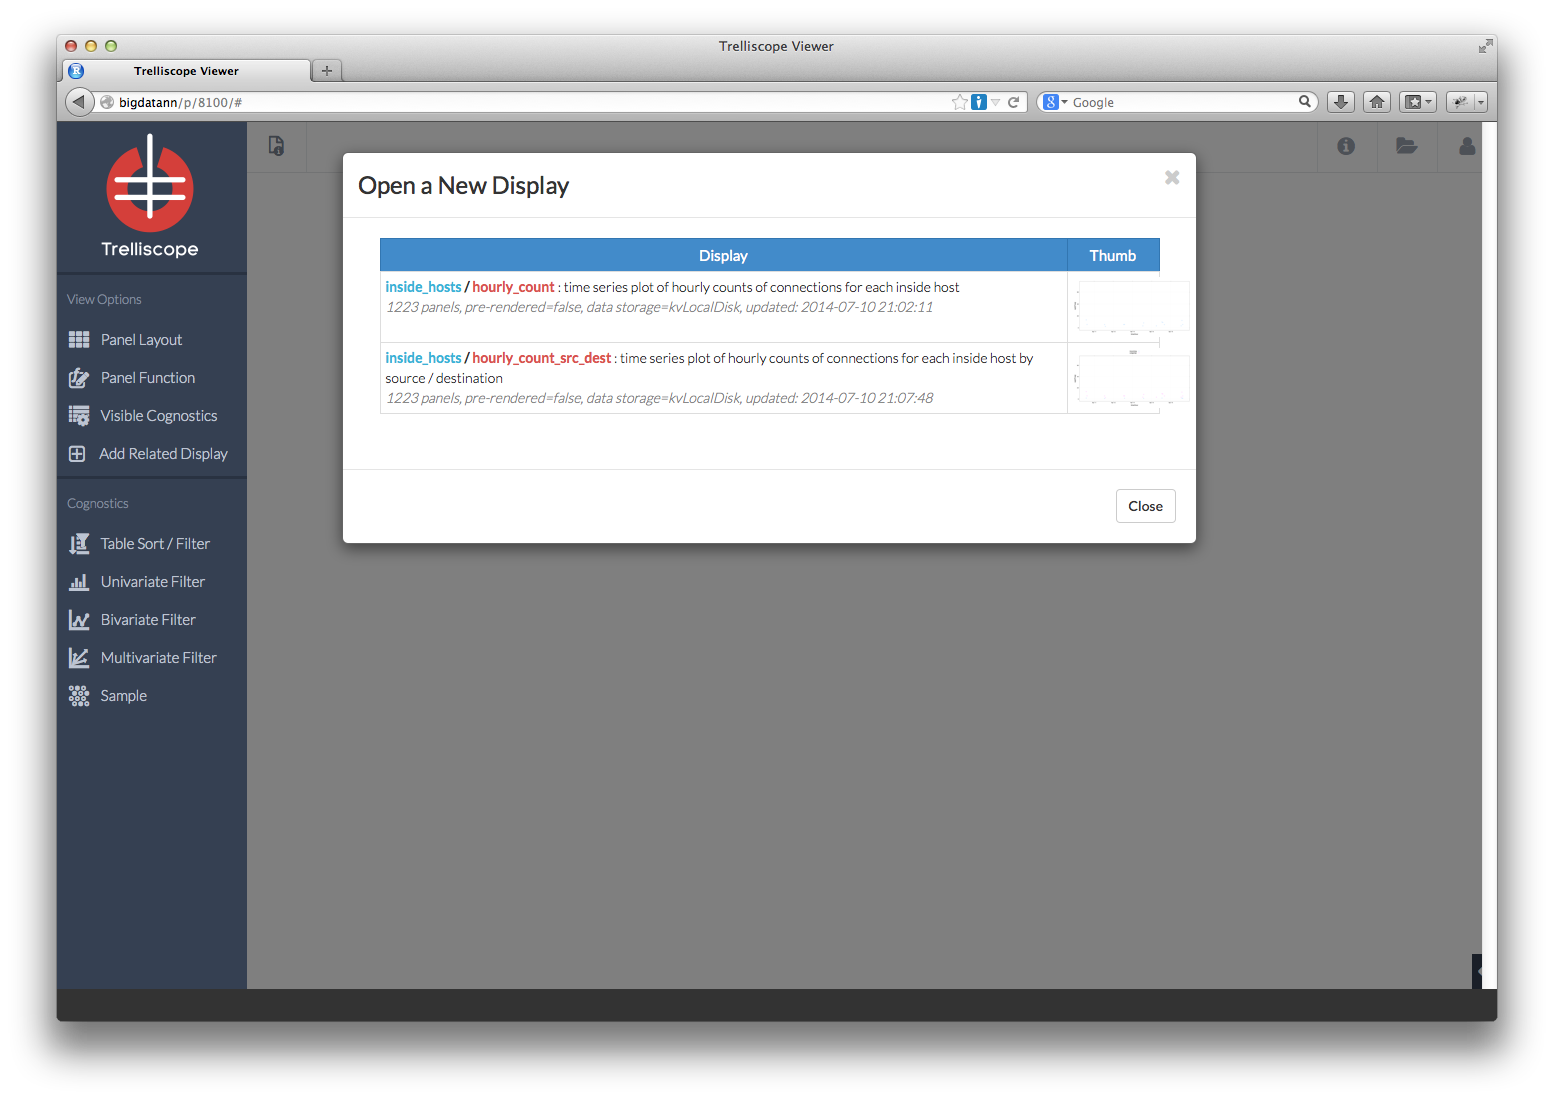 Trelliscope Viewer
Trelliscope Viewer
bigdatann/p/8100/#
Google
Trelliscope
View Options
Panel Layout
Panel Function
Visible Cognostics
Add Related Display
Cognostics
Table Sort / Filter
Univariate Filter
Bivariate Filter
Multivariate Filter
Sample
Open a New Display
Display Thumb
inside_hosts / hourly_count : time series plot of hourly counts of connections for each inside host
1223 panels, pre-rendered=false, data storage=kvLocalDisk, updated: 2014-07-10 21:02:11
inside_hosts / hourly_count_src_dest : time series plot of hourly counts of connections for each inside host by
source / destination
1223 panels, pre-rendered=false, data storage=kvLocalDisk, updated: 2014-07-10 21:07:48
Close